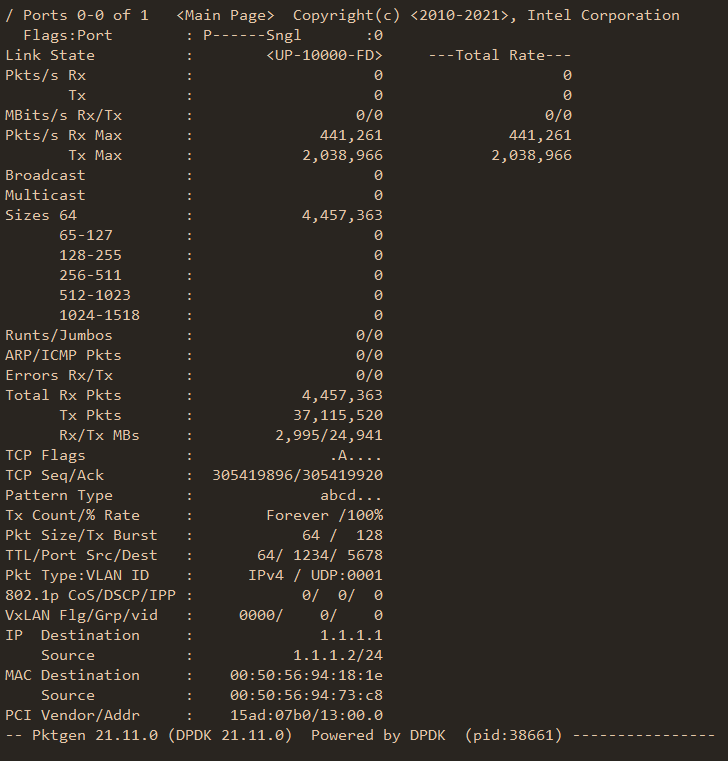 / Ports 0-0 of 1   <Main Page>  Copyright(c) <2010-2021>, Intel Corporation
  Flags:Port        : P------Sngl       :0
Link State          :        <UP-10000-FD>     ---Total Rate---
Pkts/s Rx           :                    0                    0
       Tx           :                    0                    0
MBits/s Rx/Tx       :                  0/0                  0/0
Pkts/s Rx Max       :              441,261              441,261
       Tx Max       :            2,038,966            2,038,966
Broadcast           :                    0
Multicast           :                    0
Sizes 64            :            4,457,363
      65-127        :                    0
      128-255       :                    0
      256-511       :                    0
      512-1023      :                    0
      1024-1518     :                    0
Runts/Jumbos        :                  0/0
ARP/ICMP Pkts       :                  0/0
Errors Rx/Tx        :                  0/0
Total Rx Pkts       :            4,457,363
      Tx Pkts       :           37,115,520
      Rx/Tx MBs     :         2,995/24,941
TCP Flags           :               .A....
TCP Seq/Ack         :  305419896/305419920
Pattern Type        :              abcd...
Tx Count/% Rate     :        Forever /100%
Pkt Size/Tx Burst   :            64 /  128
TTL/Port Src/Dest   :       64/ 1234/ 5678
Pkt Type:VLAN ID    :      IPv4 / UDP:0001
802.1p CoS/DSCP/IPP :            0/  0/  0
VxLAN Flg/Grp/vid   :     0000/    0/    0
IP  Destination     :              1.1.1.1
    Source          :           1.1.1.2/24
MAC Destination     :    00:50:56:94:18:1e
    Source          :    00:50:56:94:73:c8
PCI Vendor/Addr     :    15ad:07b0/13:00.0
-- Pktgen 21.11.0 (DPDK 21.11.0)  Powered by DPDK  (pid:38661) ----------------